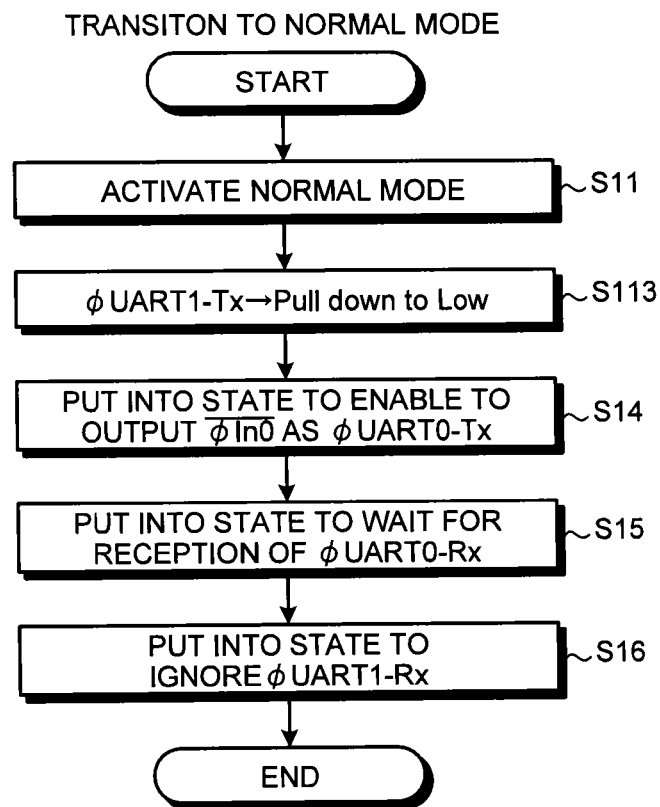 TRANSITON TO NORMAL MODE
START
ACTIVATE NORMAL MODE
S11
ϕ UART1-Tx→Pull down to Low
S113
PUT INTO STATE TO ENABLE TO
OUTPUT ϕ̅ ̅I̅n̅0̅ AS ϕ UART0-Tx
S14
PUT INTO STATE TO WAIT FOR
RECEPTION OF ϕ UART0-Rx
S15
PUT INTO STATE TO
IGNORE ϕ UART1-Rx
S16
END